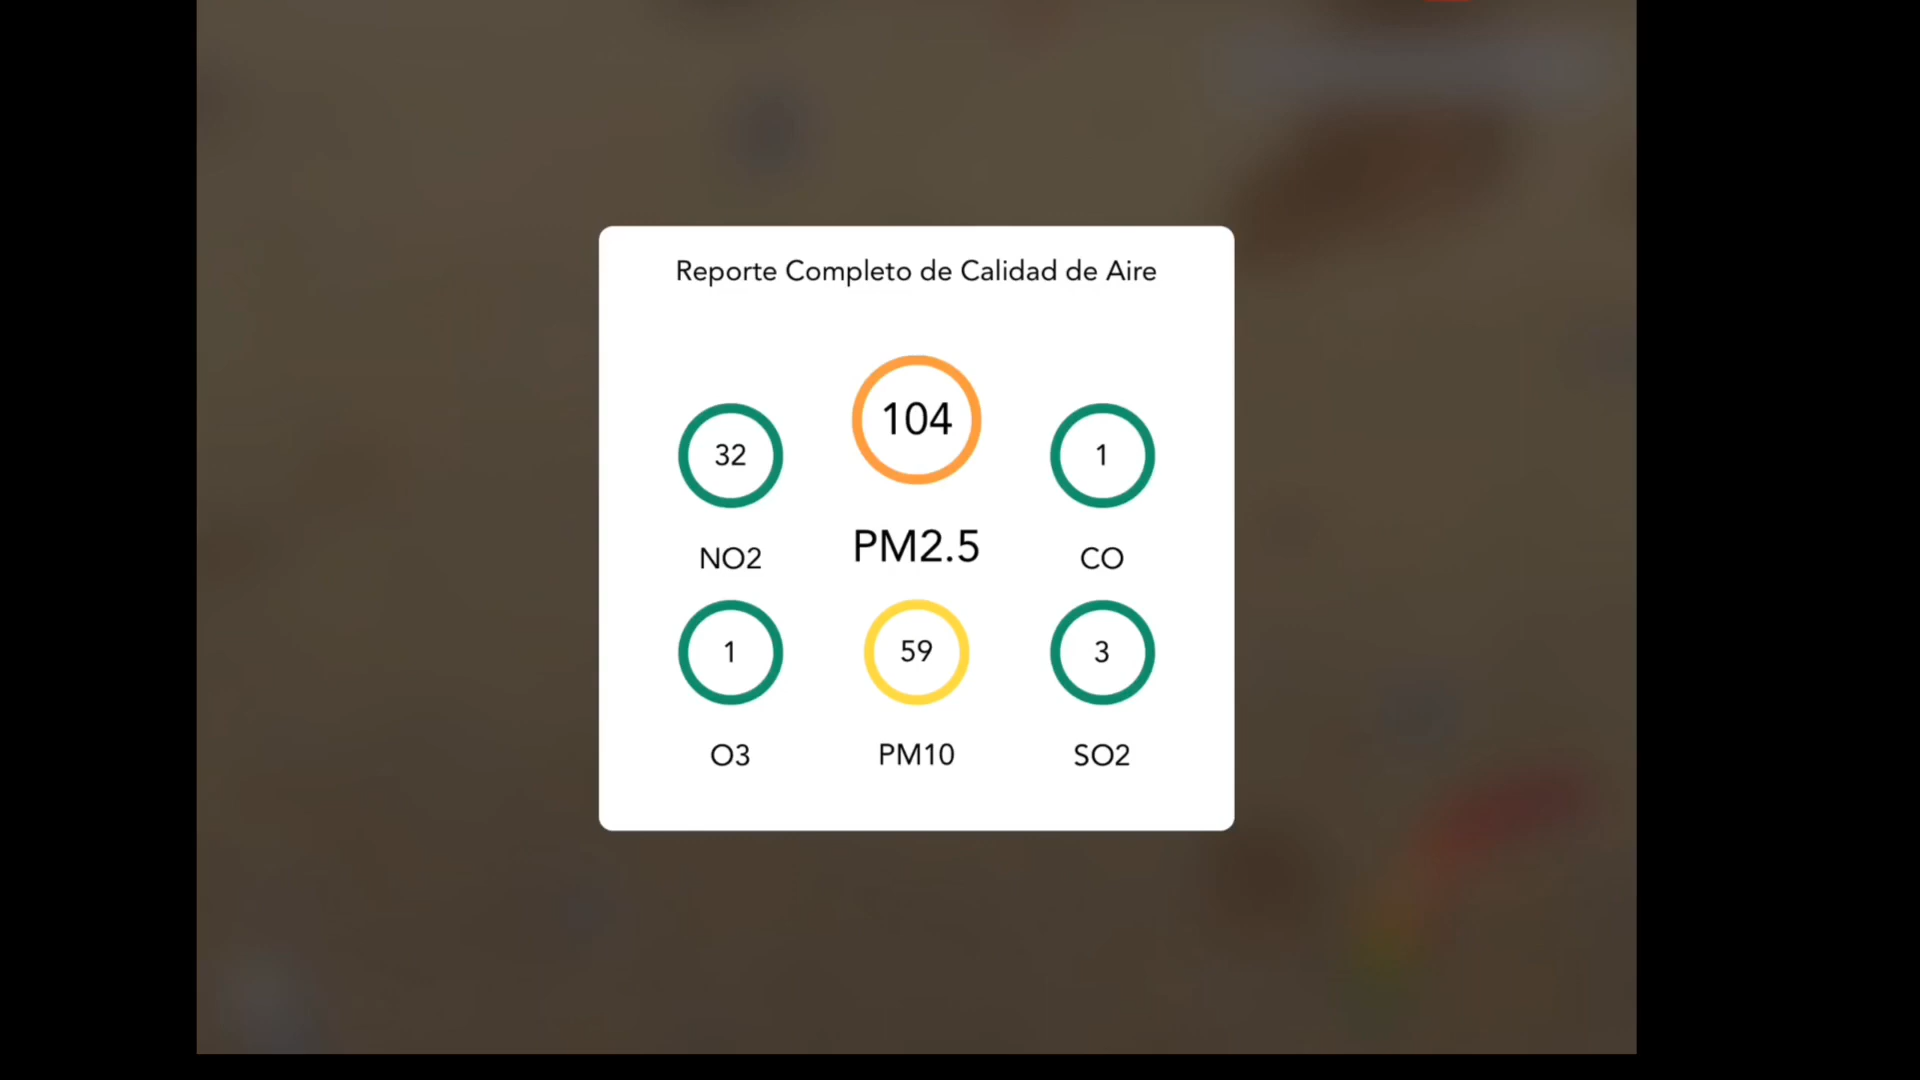 Reporte Completo de Calidad de Aire
104
32
1
PM2.5
NO2
CO
1
59
3
O3
PM10
SO2